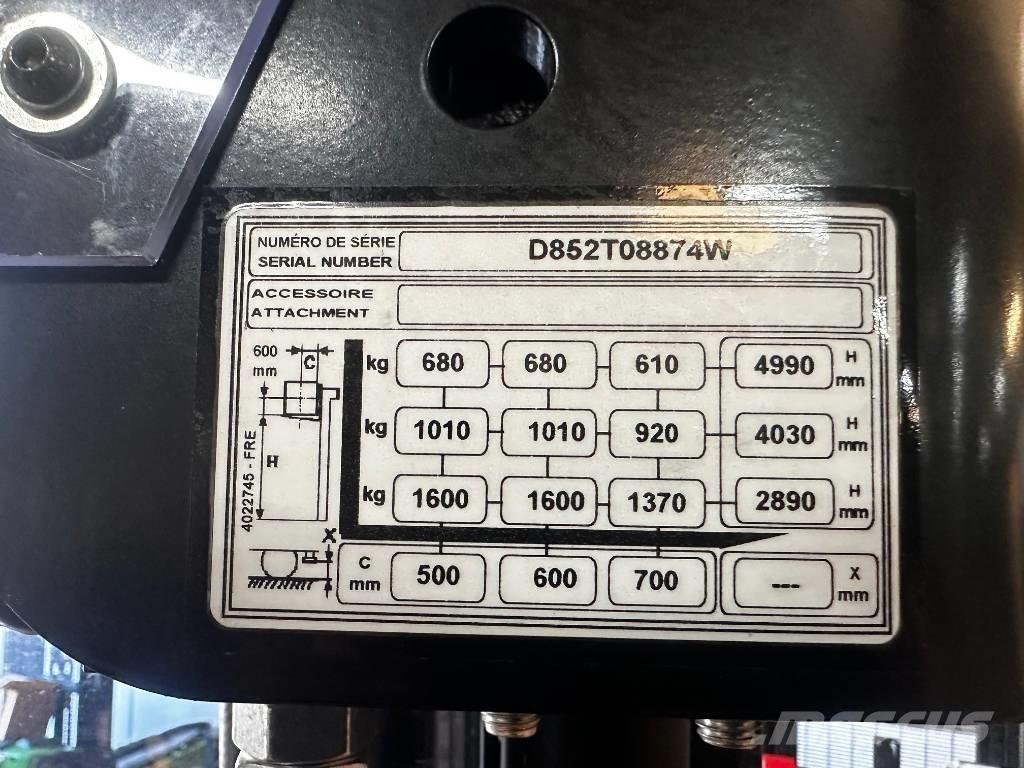 NUMÉRO DE SÉRIE
SERIAL NUMBER
D852T08874W
ACCESSOIRE
ATTACHMENT
600
mm
C
H
X
4022745 - FRE
kg 680 680 610 4990 H mm
kg 1010 1010 920 4030 H mm
kg 1600 1600 1370 2890 H mm
C mm 500 600 700 --- X mm
MASCUS